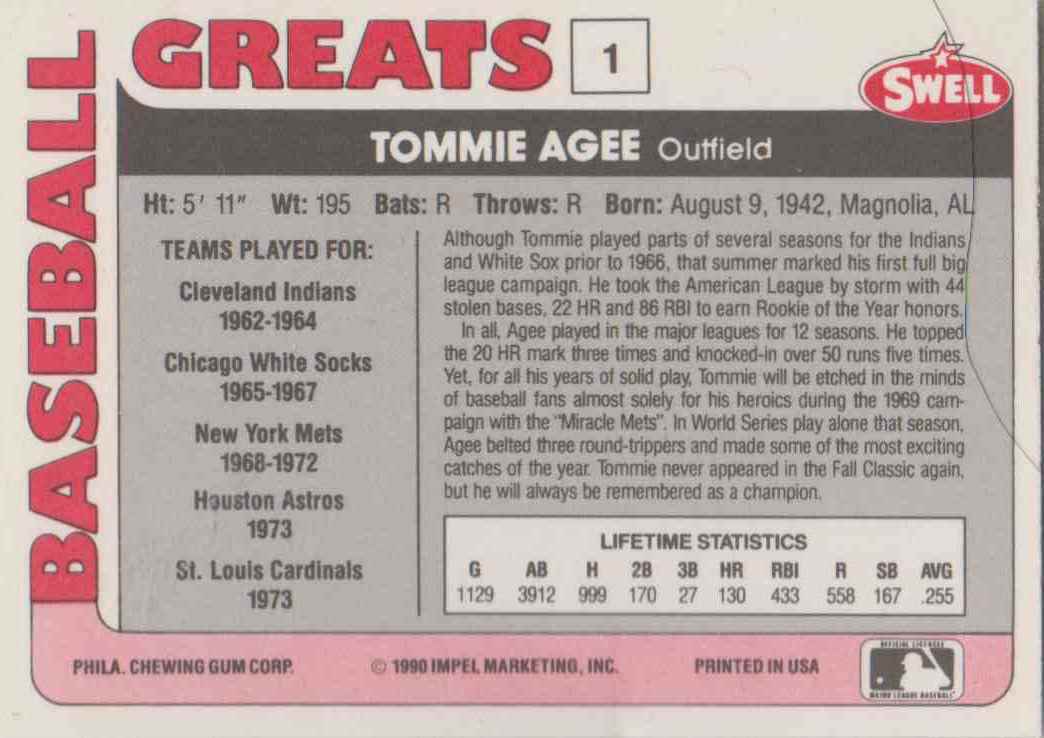 BASEBALL
GREATS
1
SWELL
TOMMIE AGEE Outfield
Ht: 5' 11" Wt: 195 Bats: R Throws: R Born: August 9, 1942, Magnolia, AL
TEAMS PLAYED FOR:
Cleveland Indians
1962-1964
Chicago White Socks
1965-1967
New York Mets
1968-1972
Houston Astros
1973
St. Louis Cardinals
1973
Although Tommie played parts of several seasons for the Indians
and White Sox prior to 1966, that summer marked his first full big
league campaign. He took the American League by storm with 44
stolen bases, 22 HR and 86 RBI to earn Rookie of the Year honors.
In all, Agee played in the major leagues for 12 seasons. He topped
the 20 HR mark three times and knocked-in over 50 runs five times.
Yet, for all his years of solid play, Tommie will be etched in the minds
of baseball fans almost solely for his heroics during the 1969 cam-
paign with the "Miracle Mets". In World Series play alone that season,
Agee belted three round-trippers and made some of the most exciting
catches of the year. Tommie never appeared in the Fall Classic again,
but he will always be remembered as a champion.
LIFETIME STATISTICS
G AB H 2B 3B HR RBI R SB AVG
1129 3912 999 170 27 130 433 558 167 .255
PHILA. CHEWING GUM CORP. © 1990 IMPEL MARKETING, INC. PRINTED IN USA
OFFICIAL LICENSEE
MAJOR LEAGUE BASEBALL